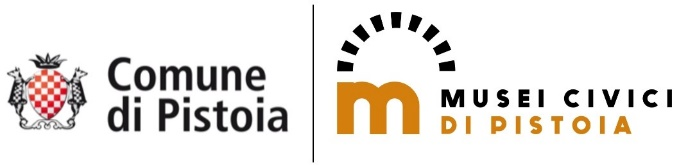 Comune
di Pistoia
m
MUSEI CIVICI
DI PISTOIA